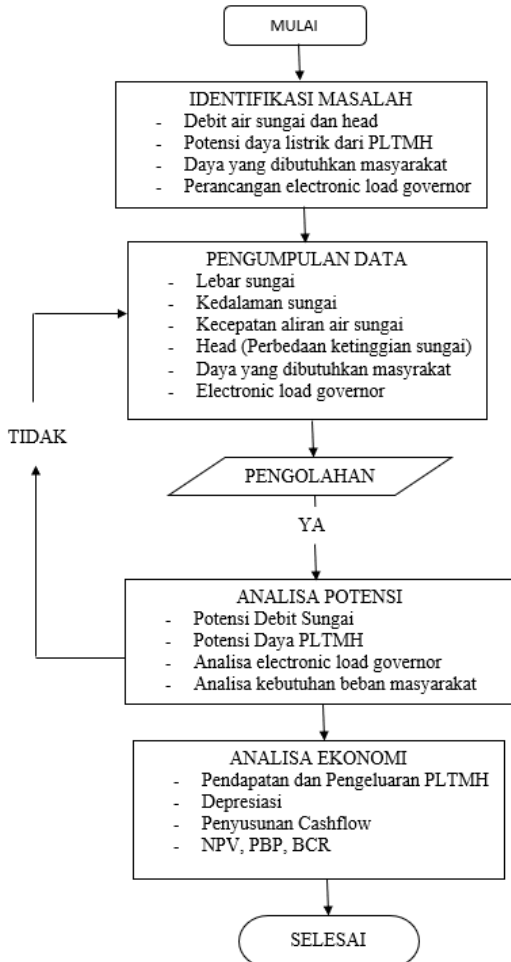 MULAI
IDENTIFIKASI MASALAH
- Debit air sungai dan head
- Potensi daya listrik dari PLTMH
- Daya yang dibutuhkan masyarakat
- Perancangan electronic load governor
PENGUMPULAN DATA
- Lebar sungai
- Kedalaman sungai
- Kecepatan aliran air sungai
- Head (Perbedaan ketinggian sungai)
- Daya yang dibutuhkan masyrakat
- Electronic load governor
TIDAK
PENGOLAHAN
YA
ANALISA POTENSI
- Potensi Debit Sungai
- Potensi Daya PLTMH
- Analisa electronic load governor
- Analisa kebutuhan beban masyarakat
ANALISA EKONOMI
- Pendapatan dan Pengeluaran PLTMH
- Depresiasi
- Penyusunan Cashflow
- NPV, PBP, BCR
SELESAI